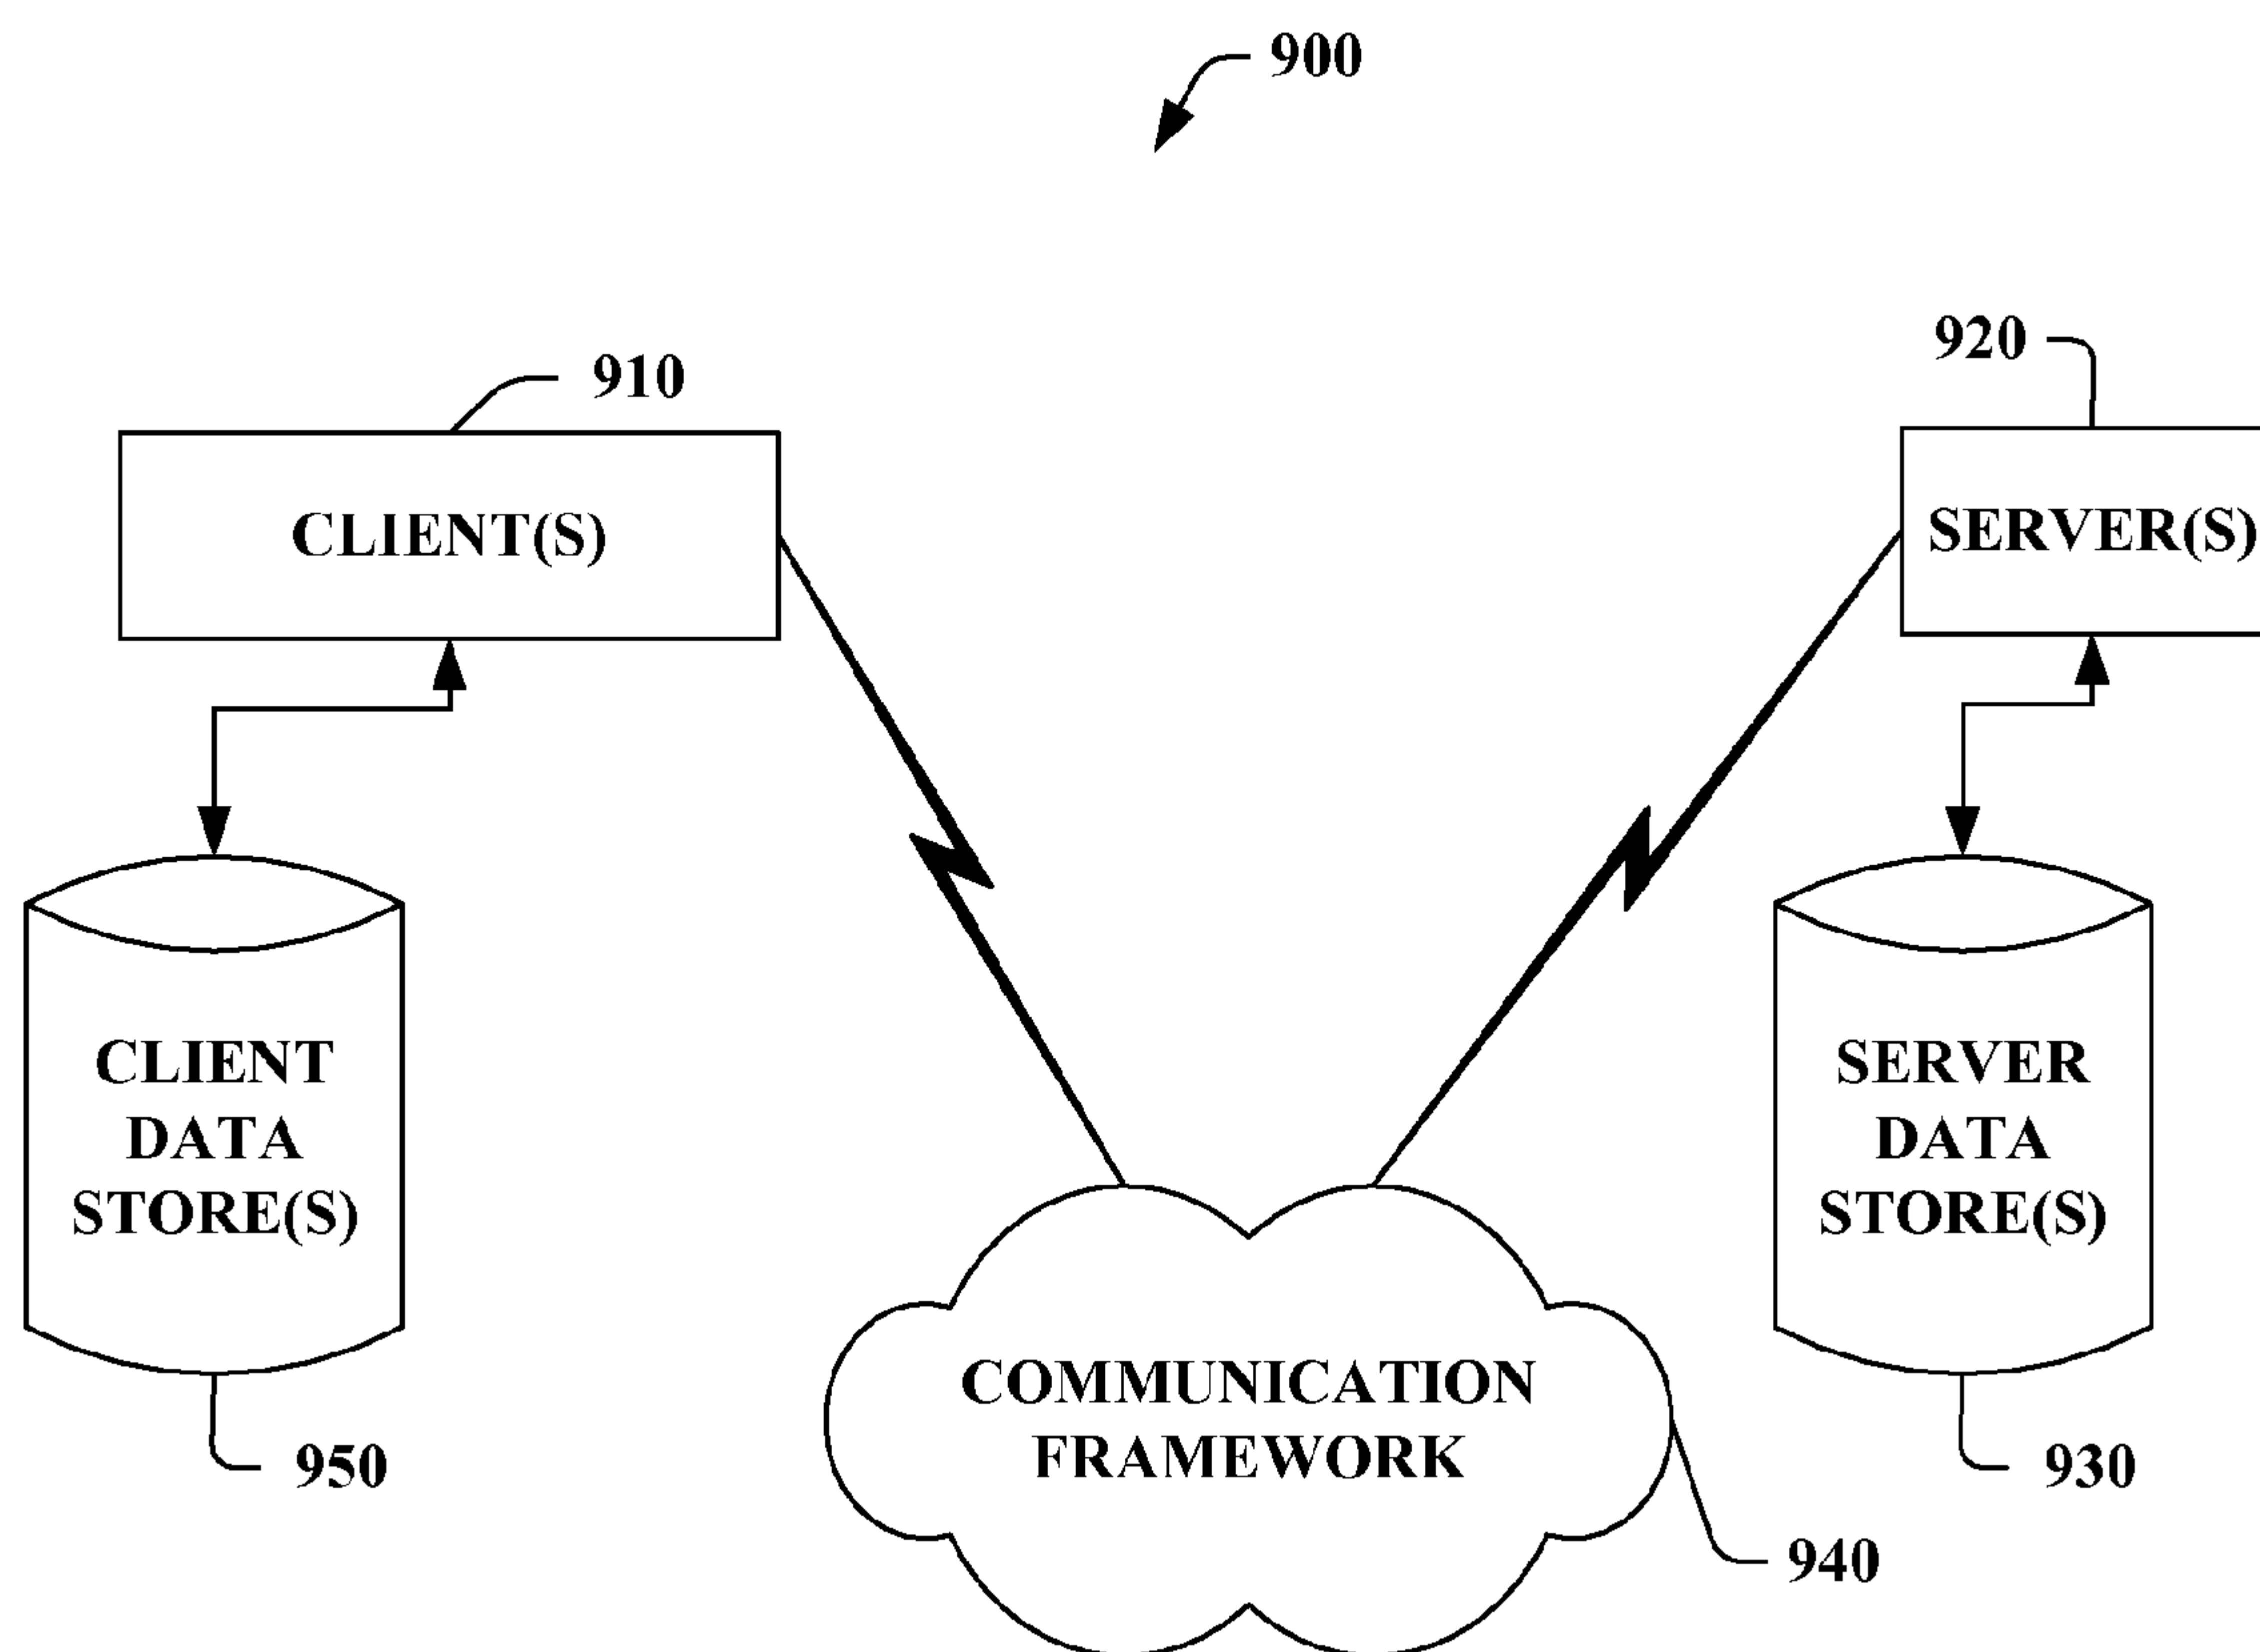 900
910
920
CLIENT(S)
SERVER(S)
CLIENT
DATA
STORE(S)
SERVER
DATA
STORE(S)
COMMUNICATION
FRAMEWORK
950
930
940